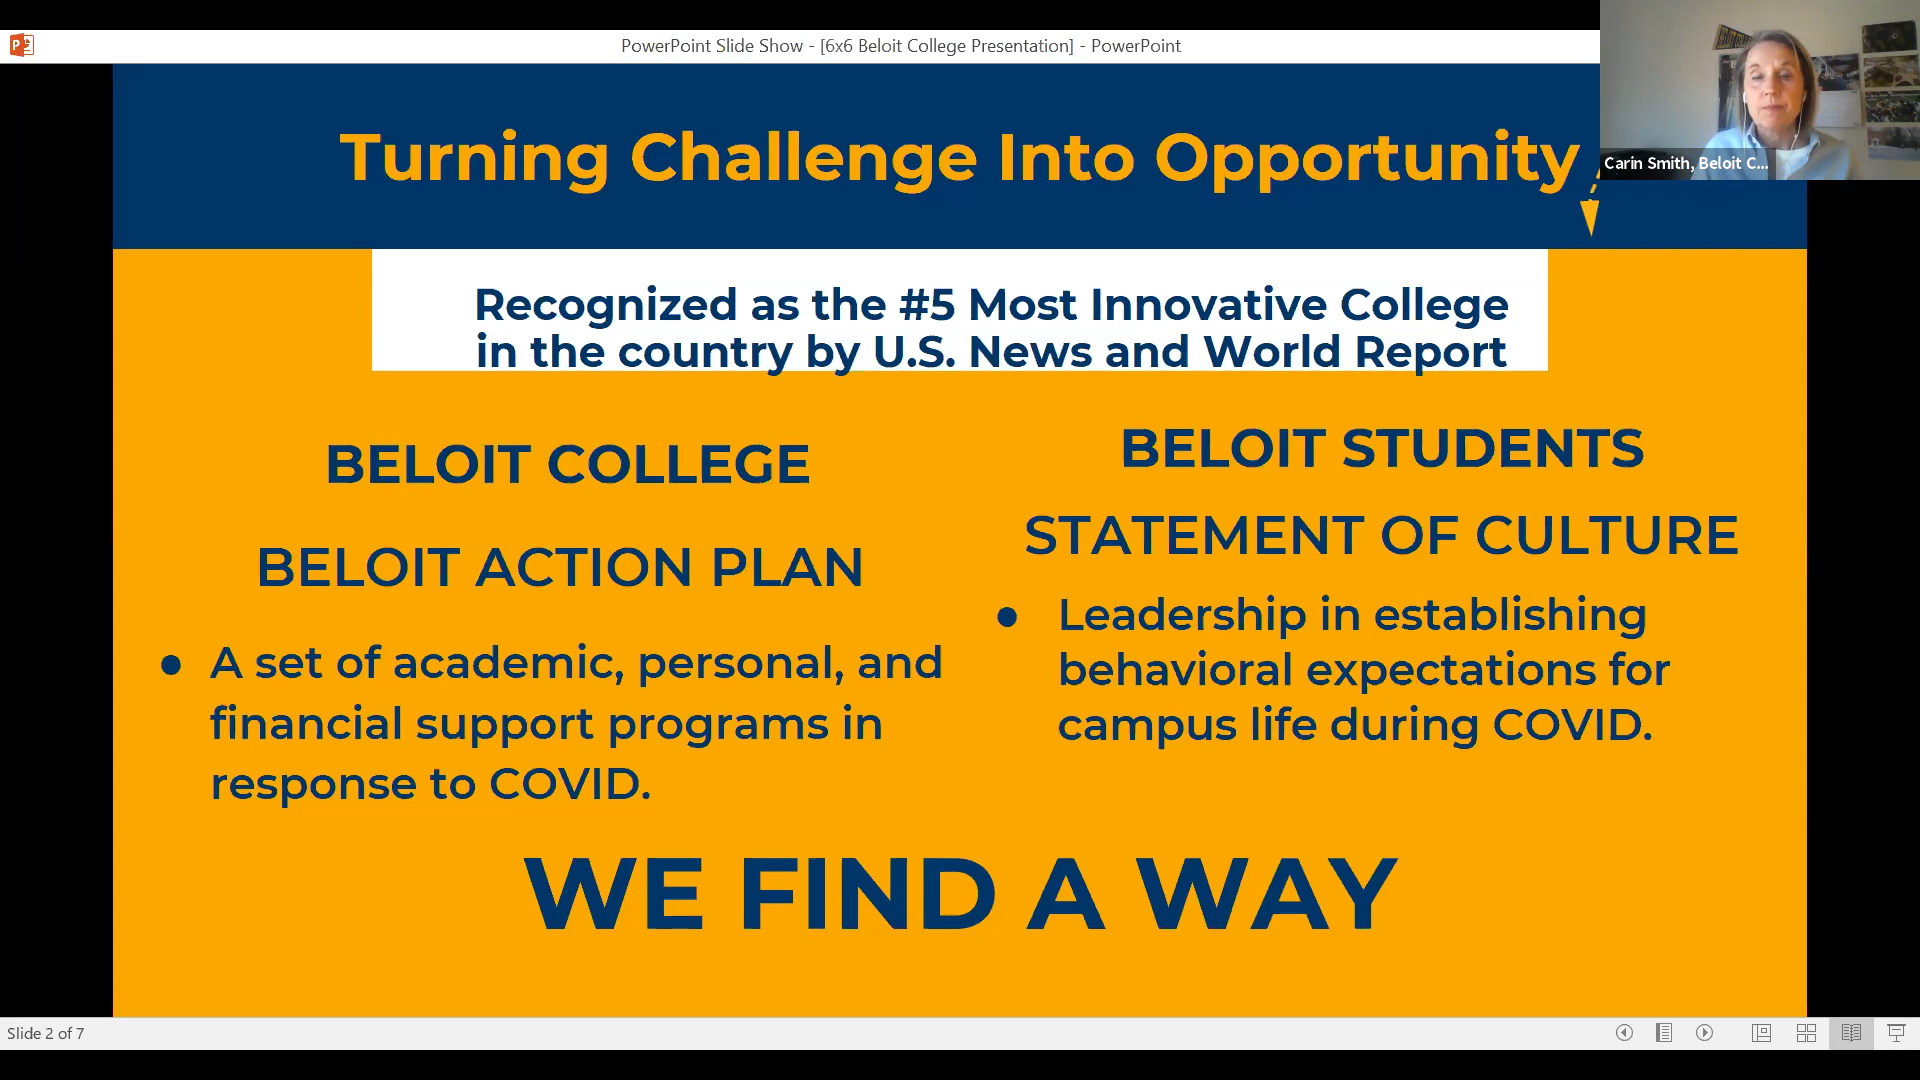 PowerPoint Slide Show - [6x6 Beloit College Presentation] - PowerPoint
Carin Smith, Beloit C...
Turning Challenge Into Opportunity
Recognized as the #5 Most Innovative College
in the country by U.S. News and World Report
BELOIT COLLEGE
BELOIT ACTION PLAN
● A set of academic, personal, and
financial support programs in
response to COVID.
BELOIT STUDENTS
STATEMENT OF CULTURE
● Leadership in establishing
behavioral expectations for
campus life during COVID.
WE FIND A WAY
Slide 2 of 7